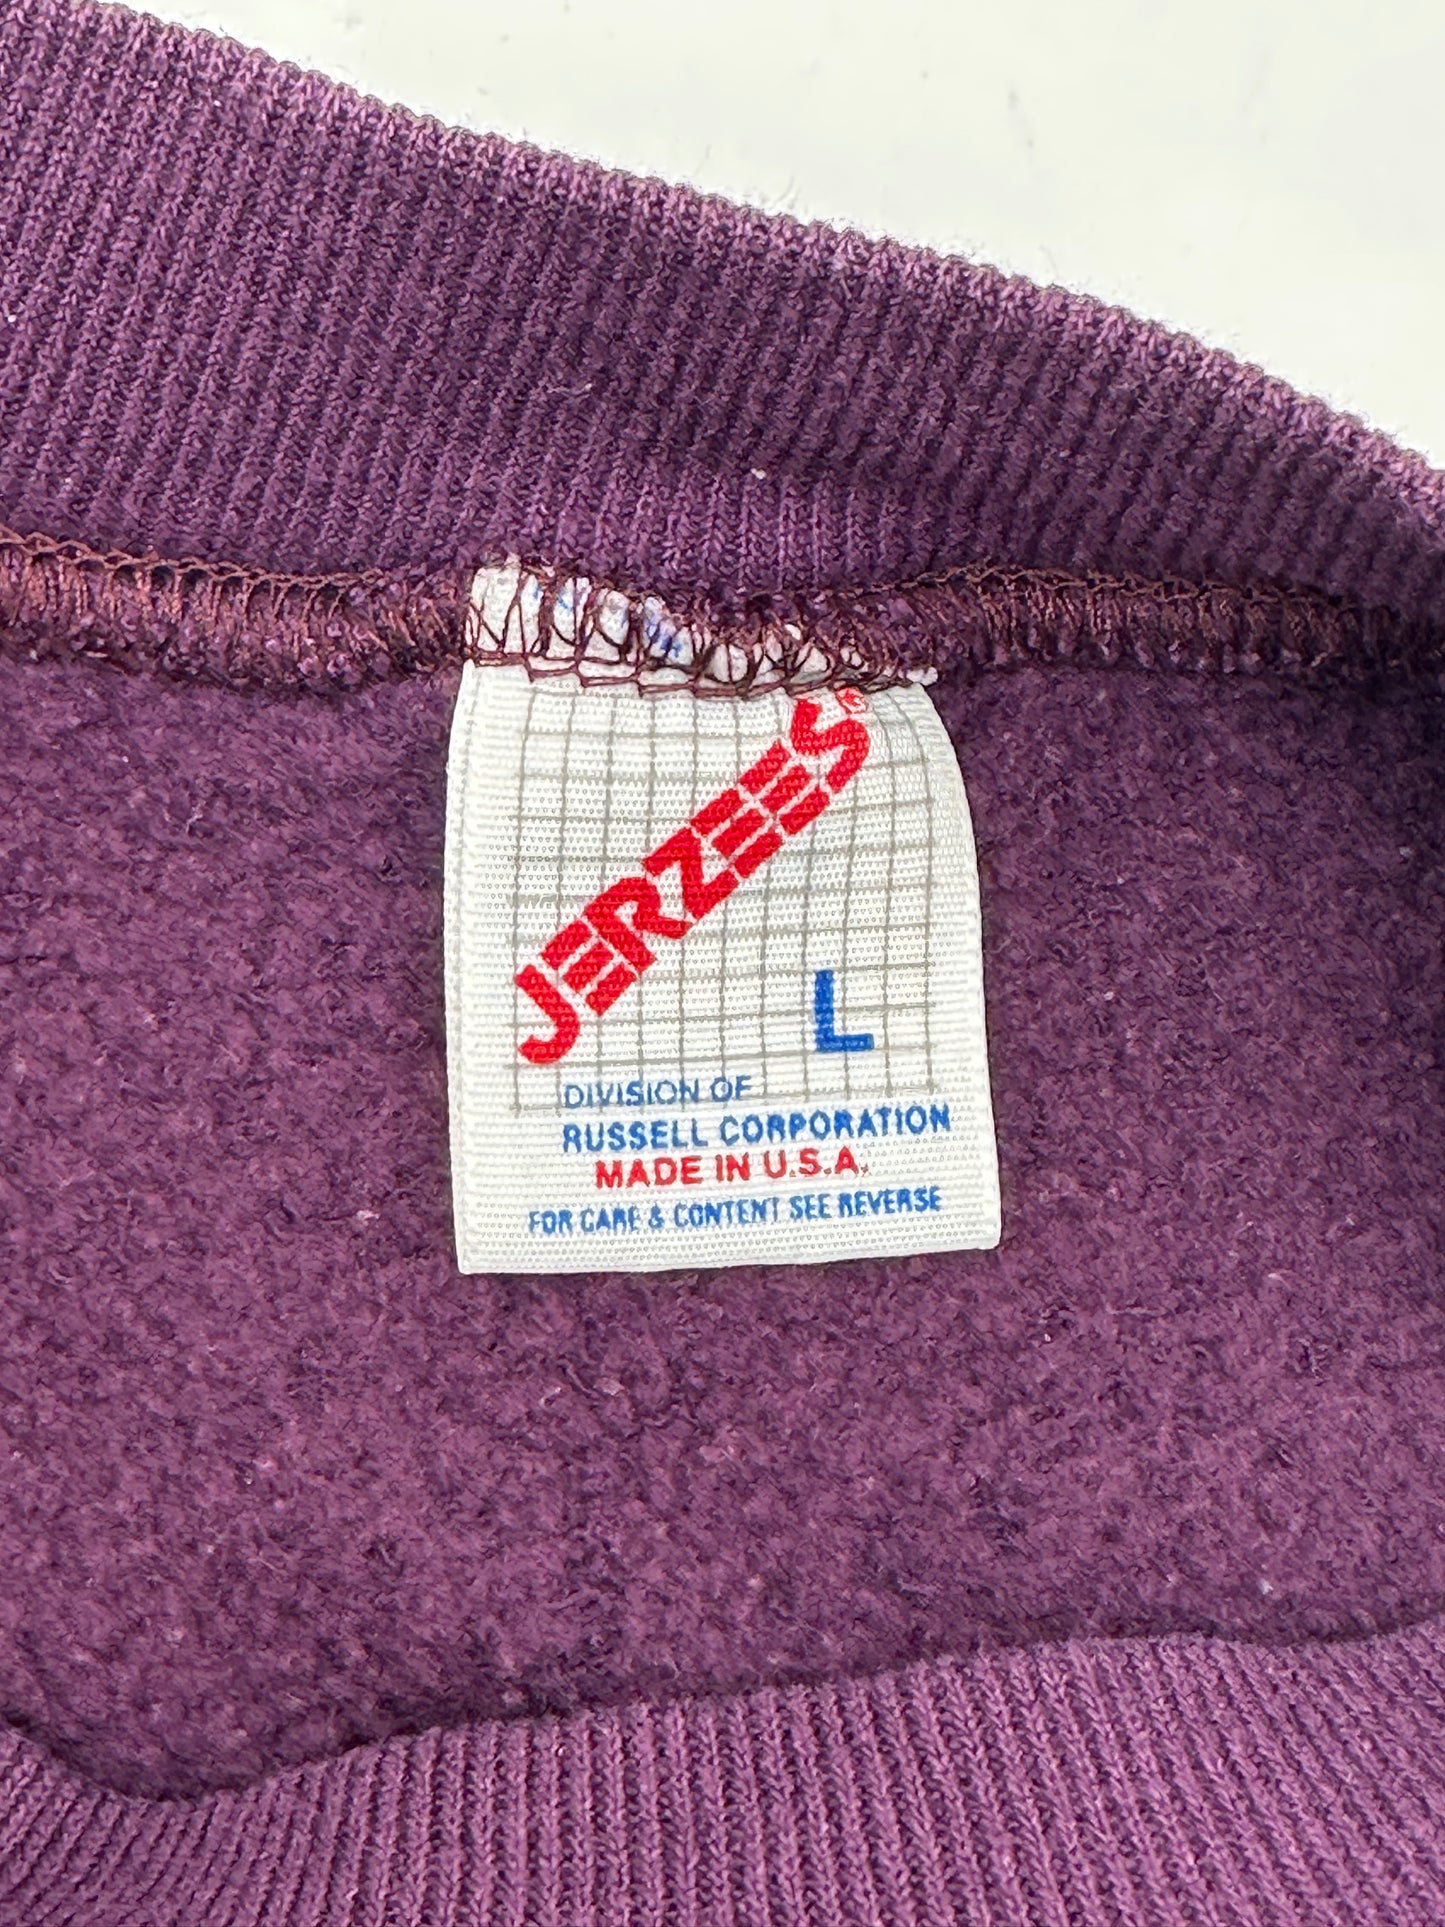 JERZEES®
L
DIVISION OF
RUSSELL CORPORATION
MADE IN U.S.A.
FOR CARE & CONTENT SEE REVERSE